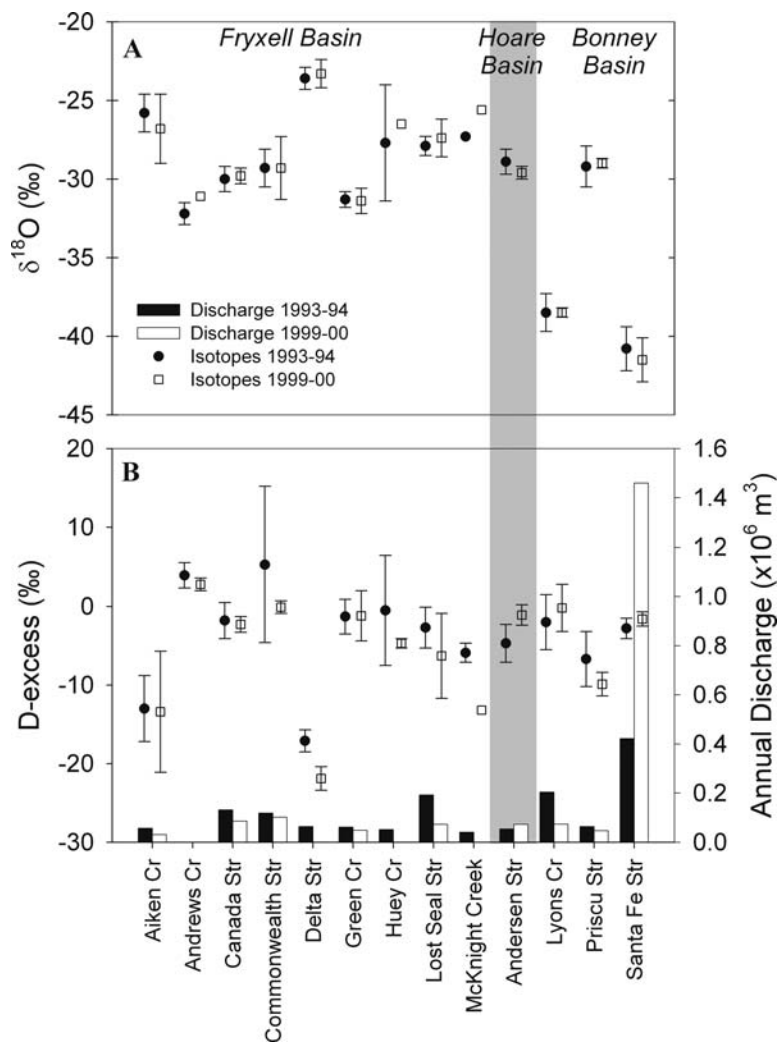 A
Fryxell Basin
Hoare Basin
Bonney Basin
-20
-25
-30
-35
-40
-45
δ18O (‰)
Discharge 1993-94
Discharge 1999-00
Isotopes 1993-94
Isotopes 1999-00
B
20
10
0
-10
-20
-30
D-excess (‰)
1.6
1.4
1.2
1.0
0.8
0.6
0.4
0.2
0.0
Annual Discharge (x10⁶ m³)
Aiken Cr
Andrews Cr
Canada Str
Commonwealth Str
Delta Str
Green Cr
Huey Cr
Lost Seal Str
McKnight Creek
Andersen Str
Lyons Cr
Priscu Str
Santa Fe Str